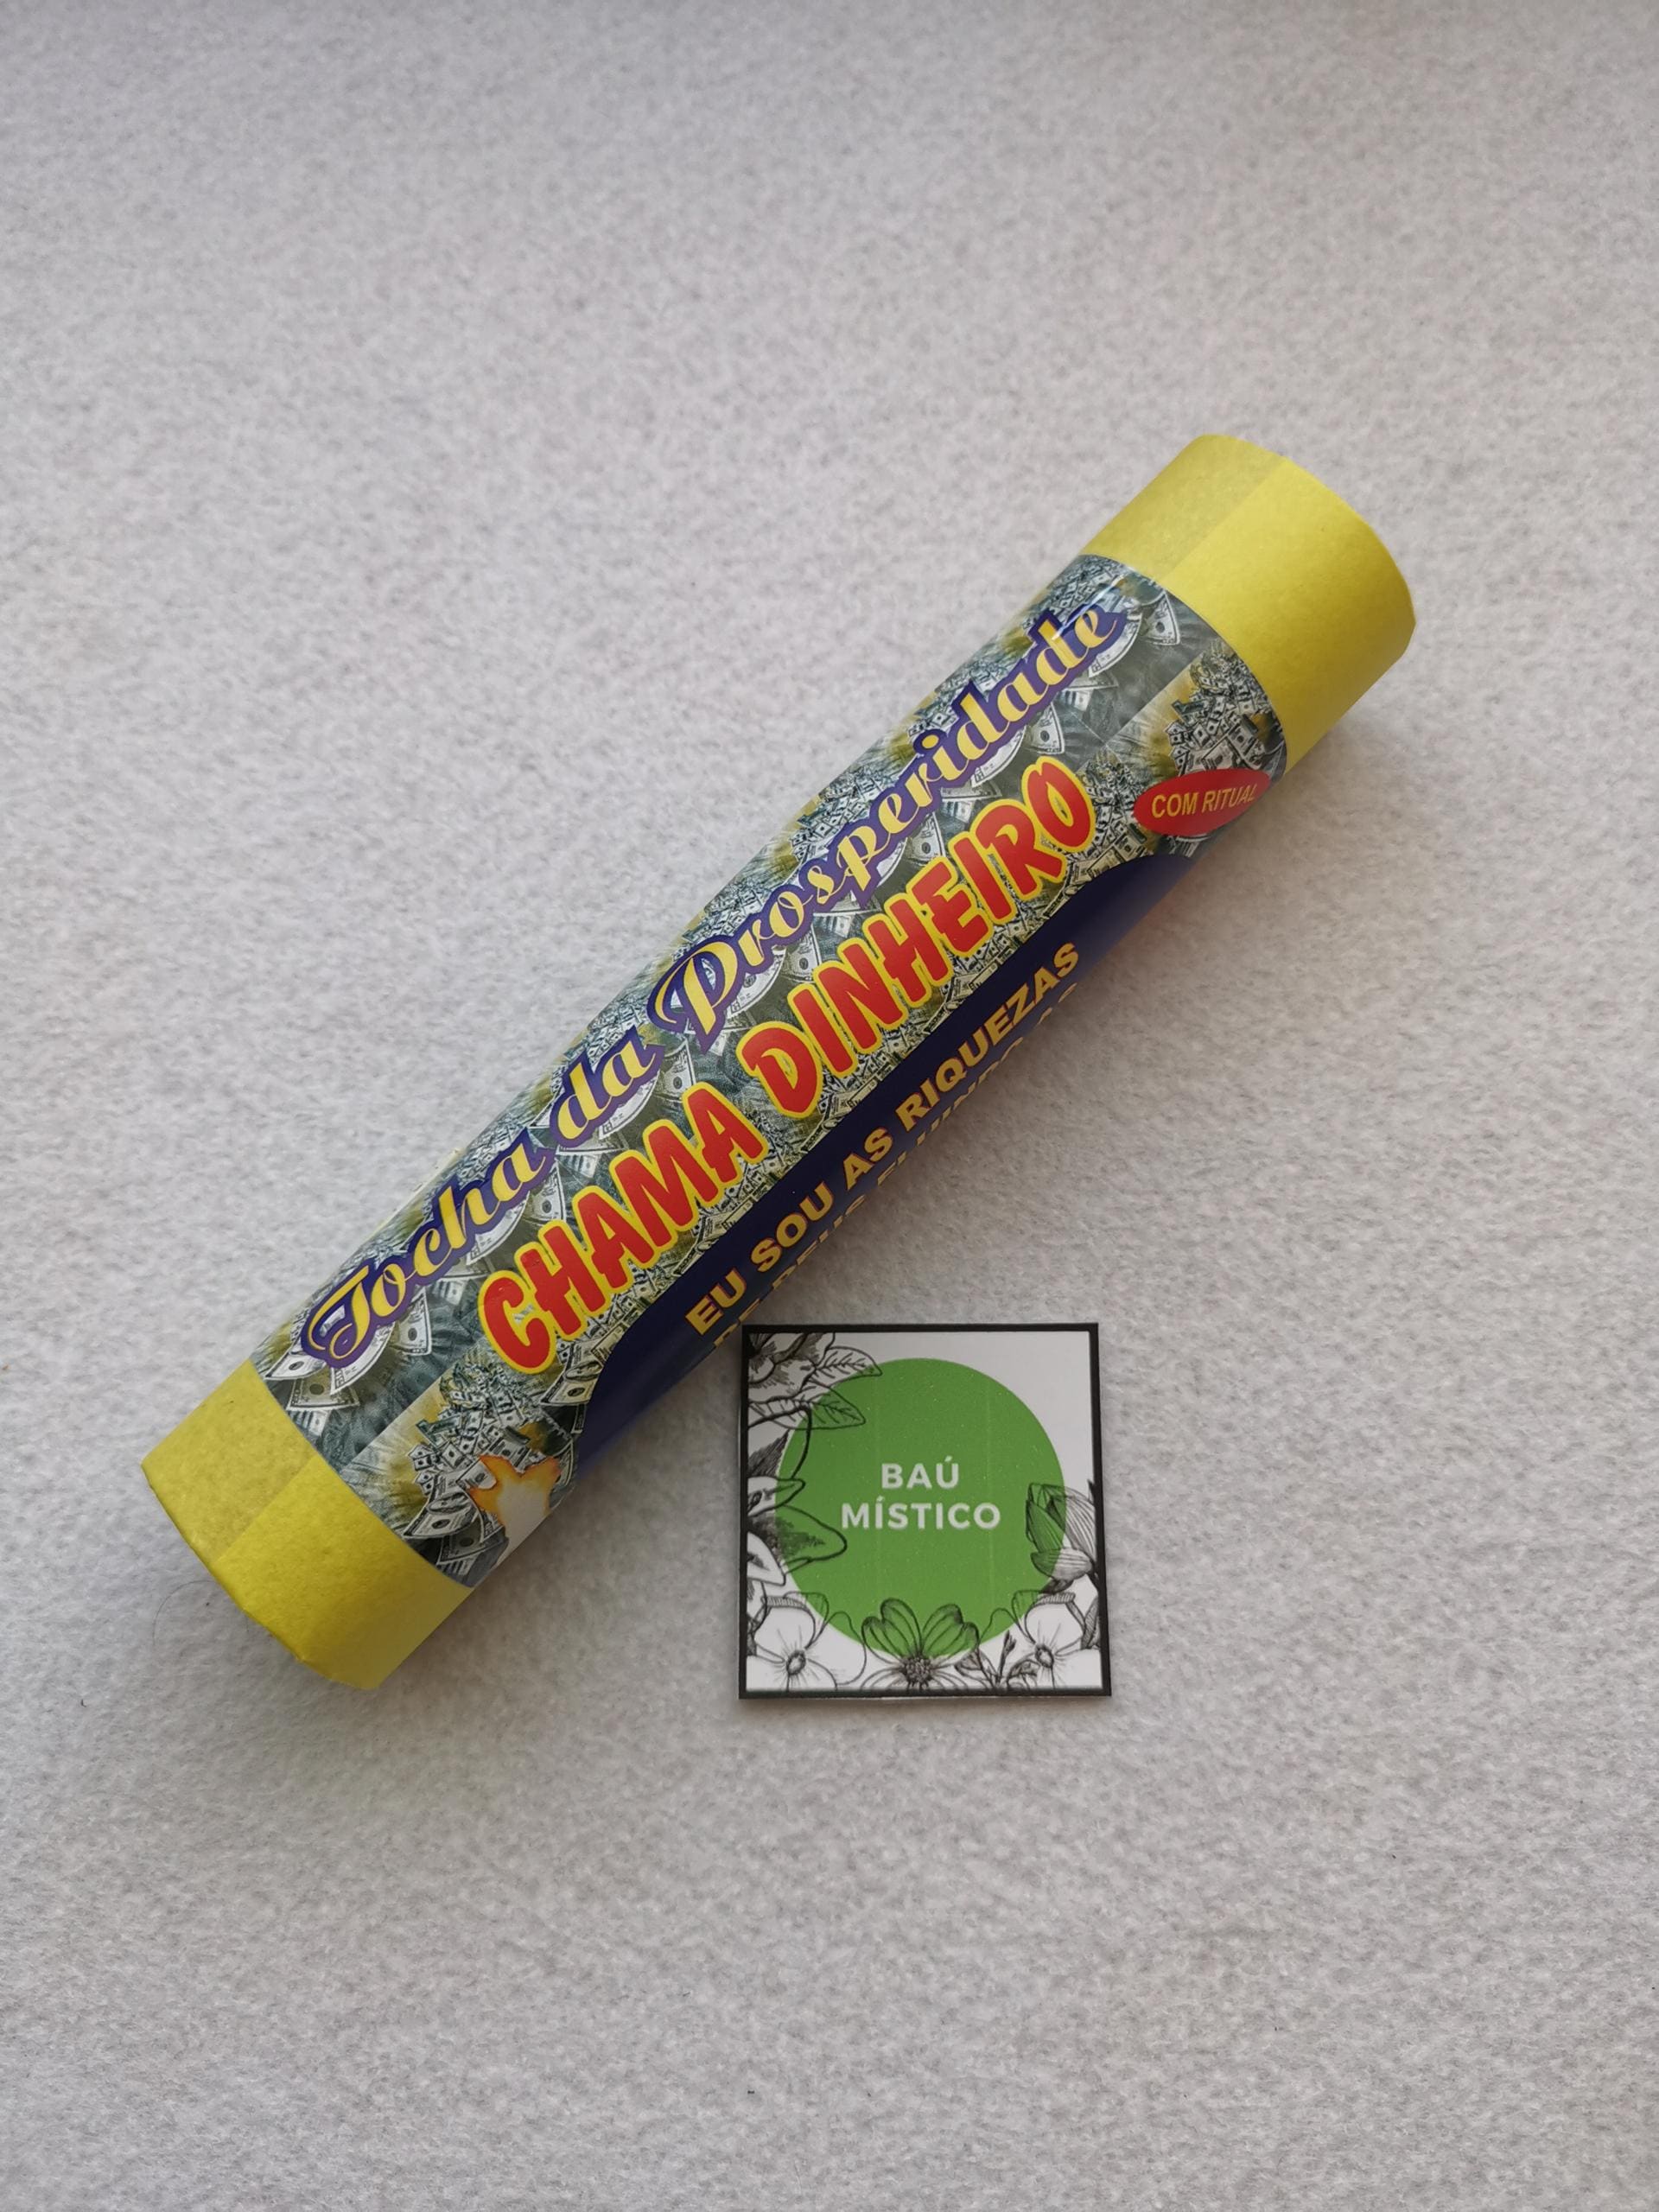 Tocha da Prosperidade
CHAMA DINHEIRO
COM RITUAL
EU SOU AS RIQUEZAS
BAÚ
MÍSTICO